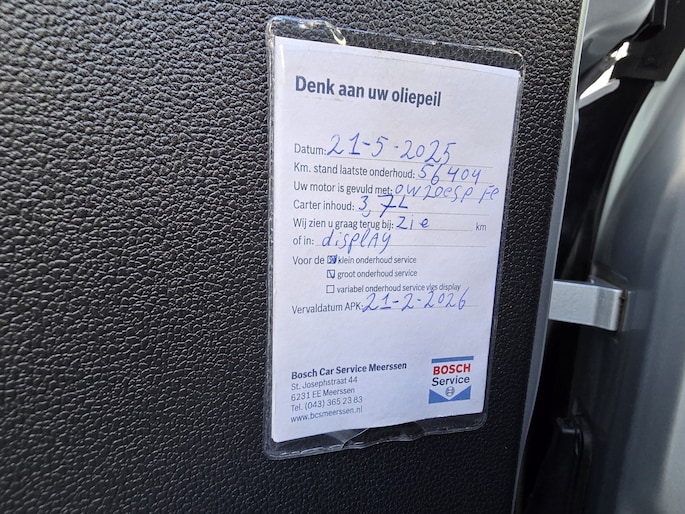 Denk aan uw oliepeil
Datum: 21-5-2025
Km. stand laatste onderhoud: 56404
Uw motor is gevuld met: 0W20ESP FE
Carter inhoud: 3,7L
Wij zien u graag terug bij: zie km
of in: display
Voor de klein onderhoud service
groot onderhoud service
variabel onderhoud service vlgs display
Vervaldatum APK: 21-2-2026
Bosch Car Service Meerssen
St. Josephstraat 44
6231 EE Meerssen
Tel. (043) 365 23 83
www.bcsmeerssen.nl
BOSCH
Service